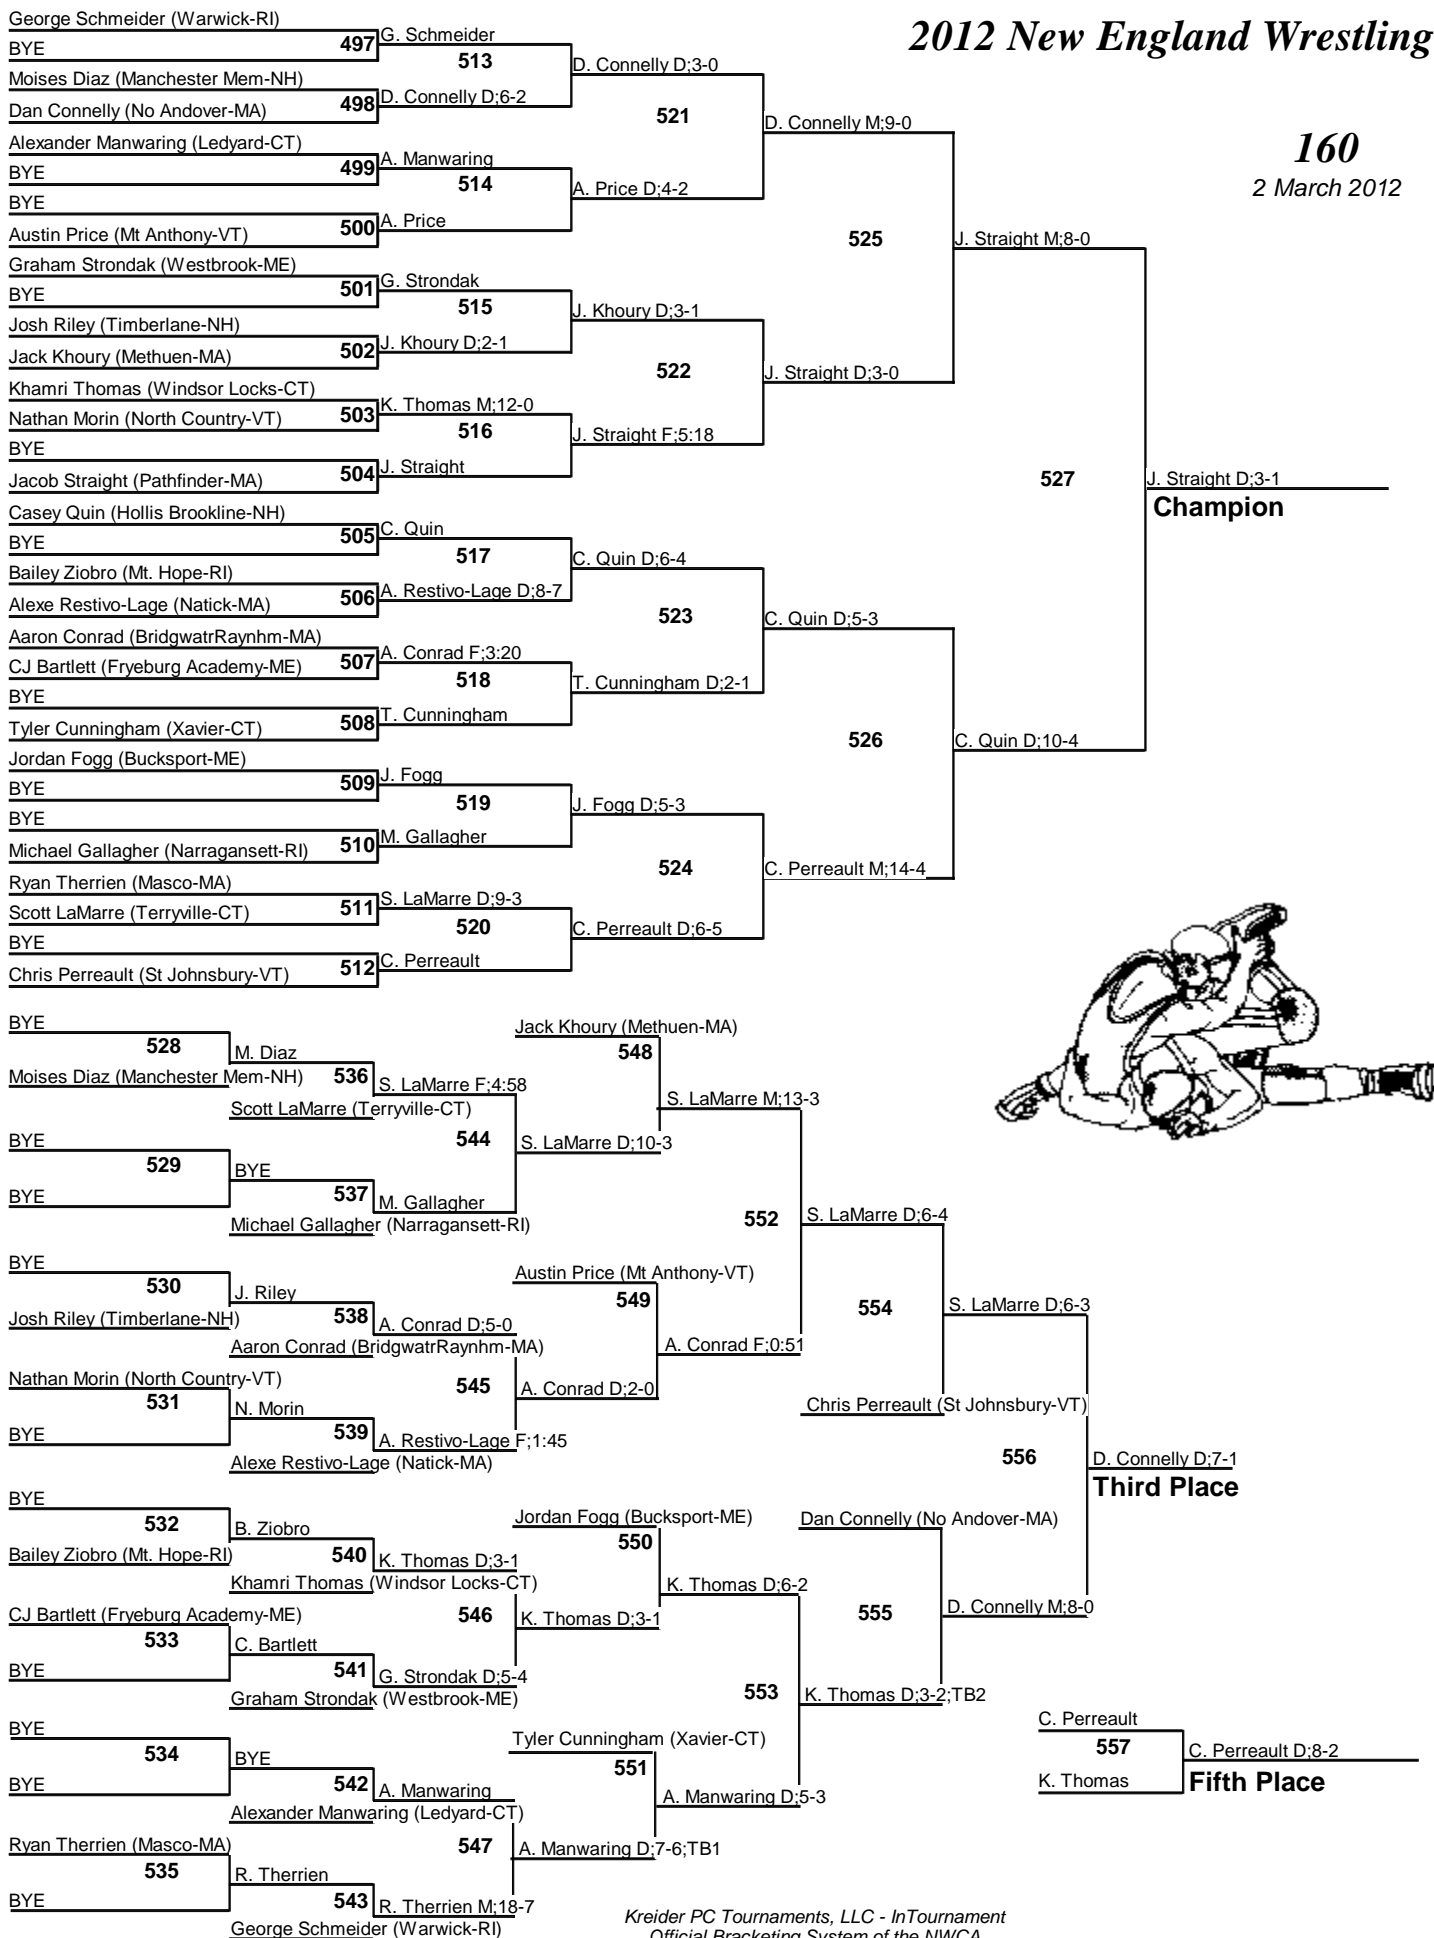 2012 New England Wrestling
160
2 March 2012
George Schmeider (Warwick-RI)
BYE
497
G. Schmeider
513
Moises Diaz (Manchester Mem-NH)
Dan Connelly (No Andover-MA)
498
D. Connelly D;6-2
D. Connelly D;3-0
521
Alexander Manwaring (Ledyard-CT)
BYE
499
A. Manwaring
514
BYE
Austin Price (Mt Anthony-VT)
500
A. Price
A. Price D;4-2
D. Connelly M;9-0
525
Graham Strondak (Westbrook-ME)
BYE
501
G. Strondak
515
Josh Riley (Timberlane-NH)
Jack Khoury (Methuen-MA)
502
J. Khoury D;2-1
J. Khoury D;3-1
522
Khamri Thomas (Windsor Locks-CT)
Nathan Morin (North Country-VT)
503
K. Thomas M;12-0
516
BYE
Jacob Straight (Pathfinder-MA)
504
J. Straight
J. Straight F;5:18
J. Straight D;3-0
J. Straight M;8-0
527
J. Straight D;3-1
Champion
Casey Quin (Hollis Brookline-NH)
BYE
505
C. Quin
517
Bailey Ziobro (Mt. Hope-RI)
Alexe Restivo-Lage (Natick-MA)
506
A. Restivo-Lage D;8-7
C. Quin D;6-4
523
Aaron Conrad (BridgwatrRaynhm-MA)
CJ Bartlett (Fryeburg Academy-ME)
507
A. Conrad F;3:20
518
BYE
Tyler Cunningham (Xavier-CT)
508
T. Cunningham
T. Cunningham D;2-1
C. Quin D;5-3
526
C. Quin D;10-4
Jordan Fogg (Bucksport-ME)
BYE
509
J. Fogg
519
BYE
Michael Gallagher (Narragansett-RI)
510
M. Gallagher
J. Fogg D;5-3
524
Ryan Therrien (Masco-MA)
Scott LaMarre (Terryville-CT)
511
S. LaMarre D;9-3
520
BYE
Chris Perreault (St Johnsbury-VT)
512
C. Perreault
C. Perreault D;6-5
C. Perreault M;14-4
BYE
528
Moises Diaz (Manchester Mem-NH)
M. Diaz
536
Scott LaMarre (Terryville-CT)
S. LaMarre F;4:58
544
BYE
529
BYE
BYE
537
Michael Gallagher (Narragansett-RI)
M. Gallagher
Jack Khoury (Methuen-MA)
548
S. LaMarre D;10-3
S. LaMarre M;13-3
552
BYE
530
Josh Riley (Timberlane-NH)
J. Riley
538
Aaron Conrad (BridgwatrRaynhm-MA)
A. Conrad D;5-0
545
Nathan Morin (North Country-VT)
531
BYE
N. Morin
539
Alexe Restivo-Lage (Natick-MA)
A. Restivo-Lage F;1:45
Austin Price (Mt Anthony-VT)
549
A. Conrad D;2-0
A. Conrad F;0:51
S. LaMarre D;6-4
554
Chris Perreault (St Johnsbury-VT)
S. LaMarre D;6-3
556
D. Connelly D;7-1
Third Place
BYE
532
Bailey Ziobro (Mt. Hope-RI)
B. Ziobro
540
Khamri Thomas (Windsor Locks-CT)
K. Thomas D;3-1
546
CJ Bartlett (Fryeburg Academy-ME)
533
BYE
C. Bartlett
541
Graham Strondak (Westbrook-ME)
G. Strondak D;5-4
Jordan Fogg (Bucksport-ME)
550
K. Thomas D;3-1
K. Thomas D;6-2
553
Dan Connelly (No Andover-MA)
555
K. Thomas D;3-2;TB2
D. Connelly M;8-0
BYE
534
BYE
BYE
542
Alexander Manwaring (Ledyard-CT)
A. Manwaring
547
Ryan Therrien (Masco-MA)
535
BYE
R. Therrien
543
George Schmeider (Warwick-RI)
R. Therrien M;18-7
Tyler Cunningham (Xavier-CT)
551
A. Manwaring D;7-6;TB1
A. Manwaring D;5-3
C. Perreault
557
K. Thomas
C. Perreault D;8-2
Fifth Place
Kreider PC Tournaments, LLC - InTournament
Official Bracketing System of the NWCA